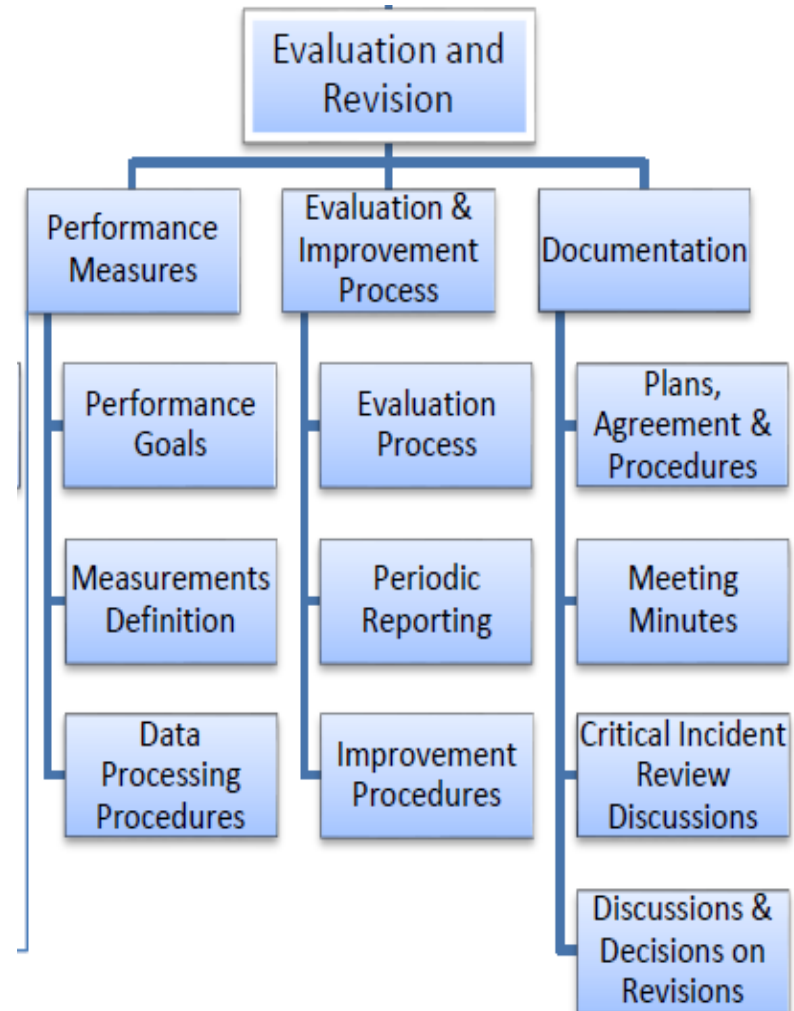 Evaluation and
Revision
Performance
Measures
Evaluation &
Improvement
Process
Documentation
Performance
Goals
Evaluation
Process
Plans,
Agreement &
Procedures
Measurements
Definition
Periodic
Reporting
Meeting
Minutes
Data
Processing
Procedures
Improvement
Procedures
Critical Incident
Review
Discussions
Discussions &
Decisions on
Revisions